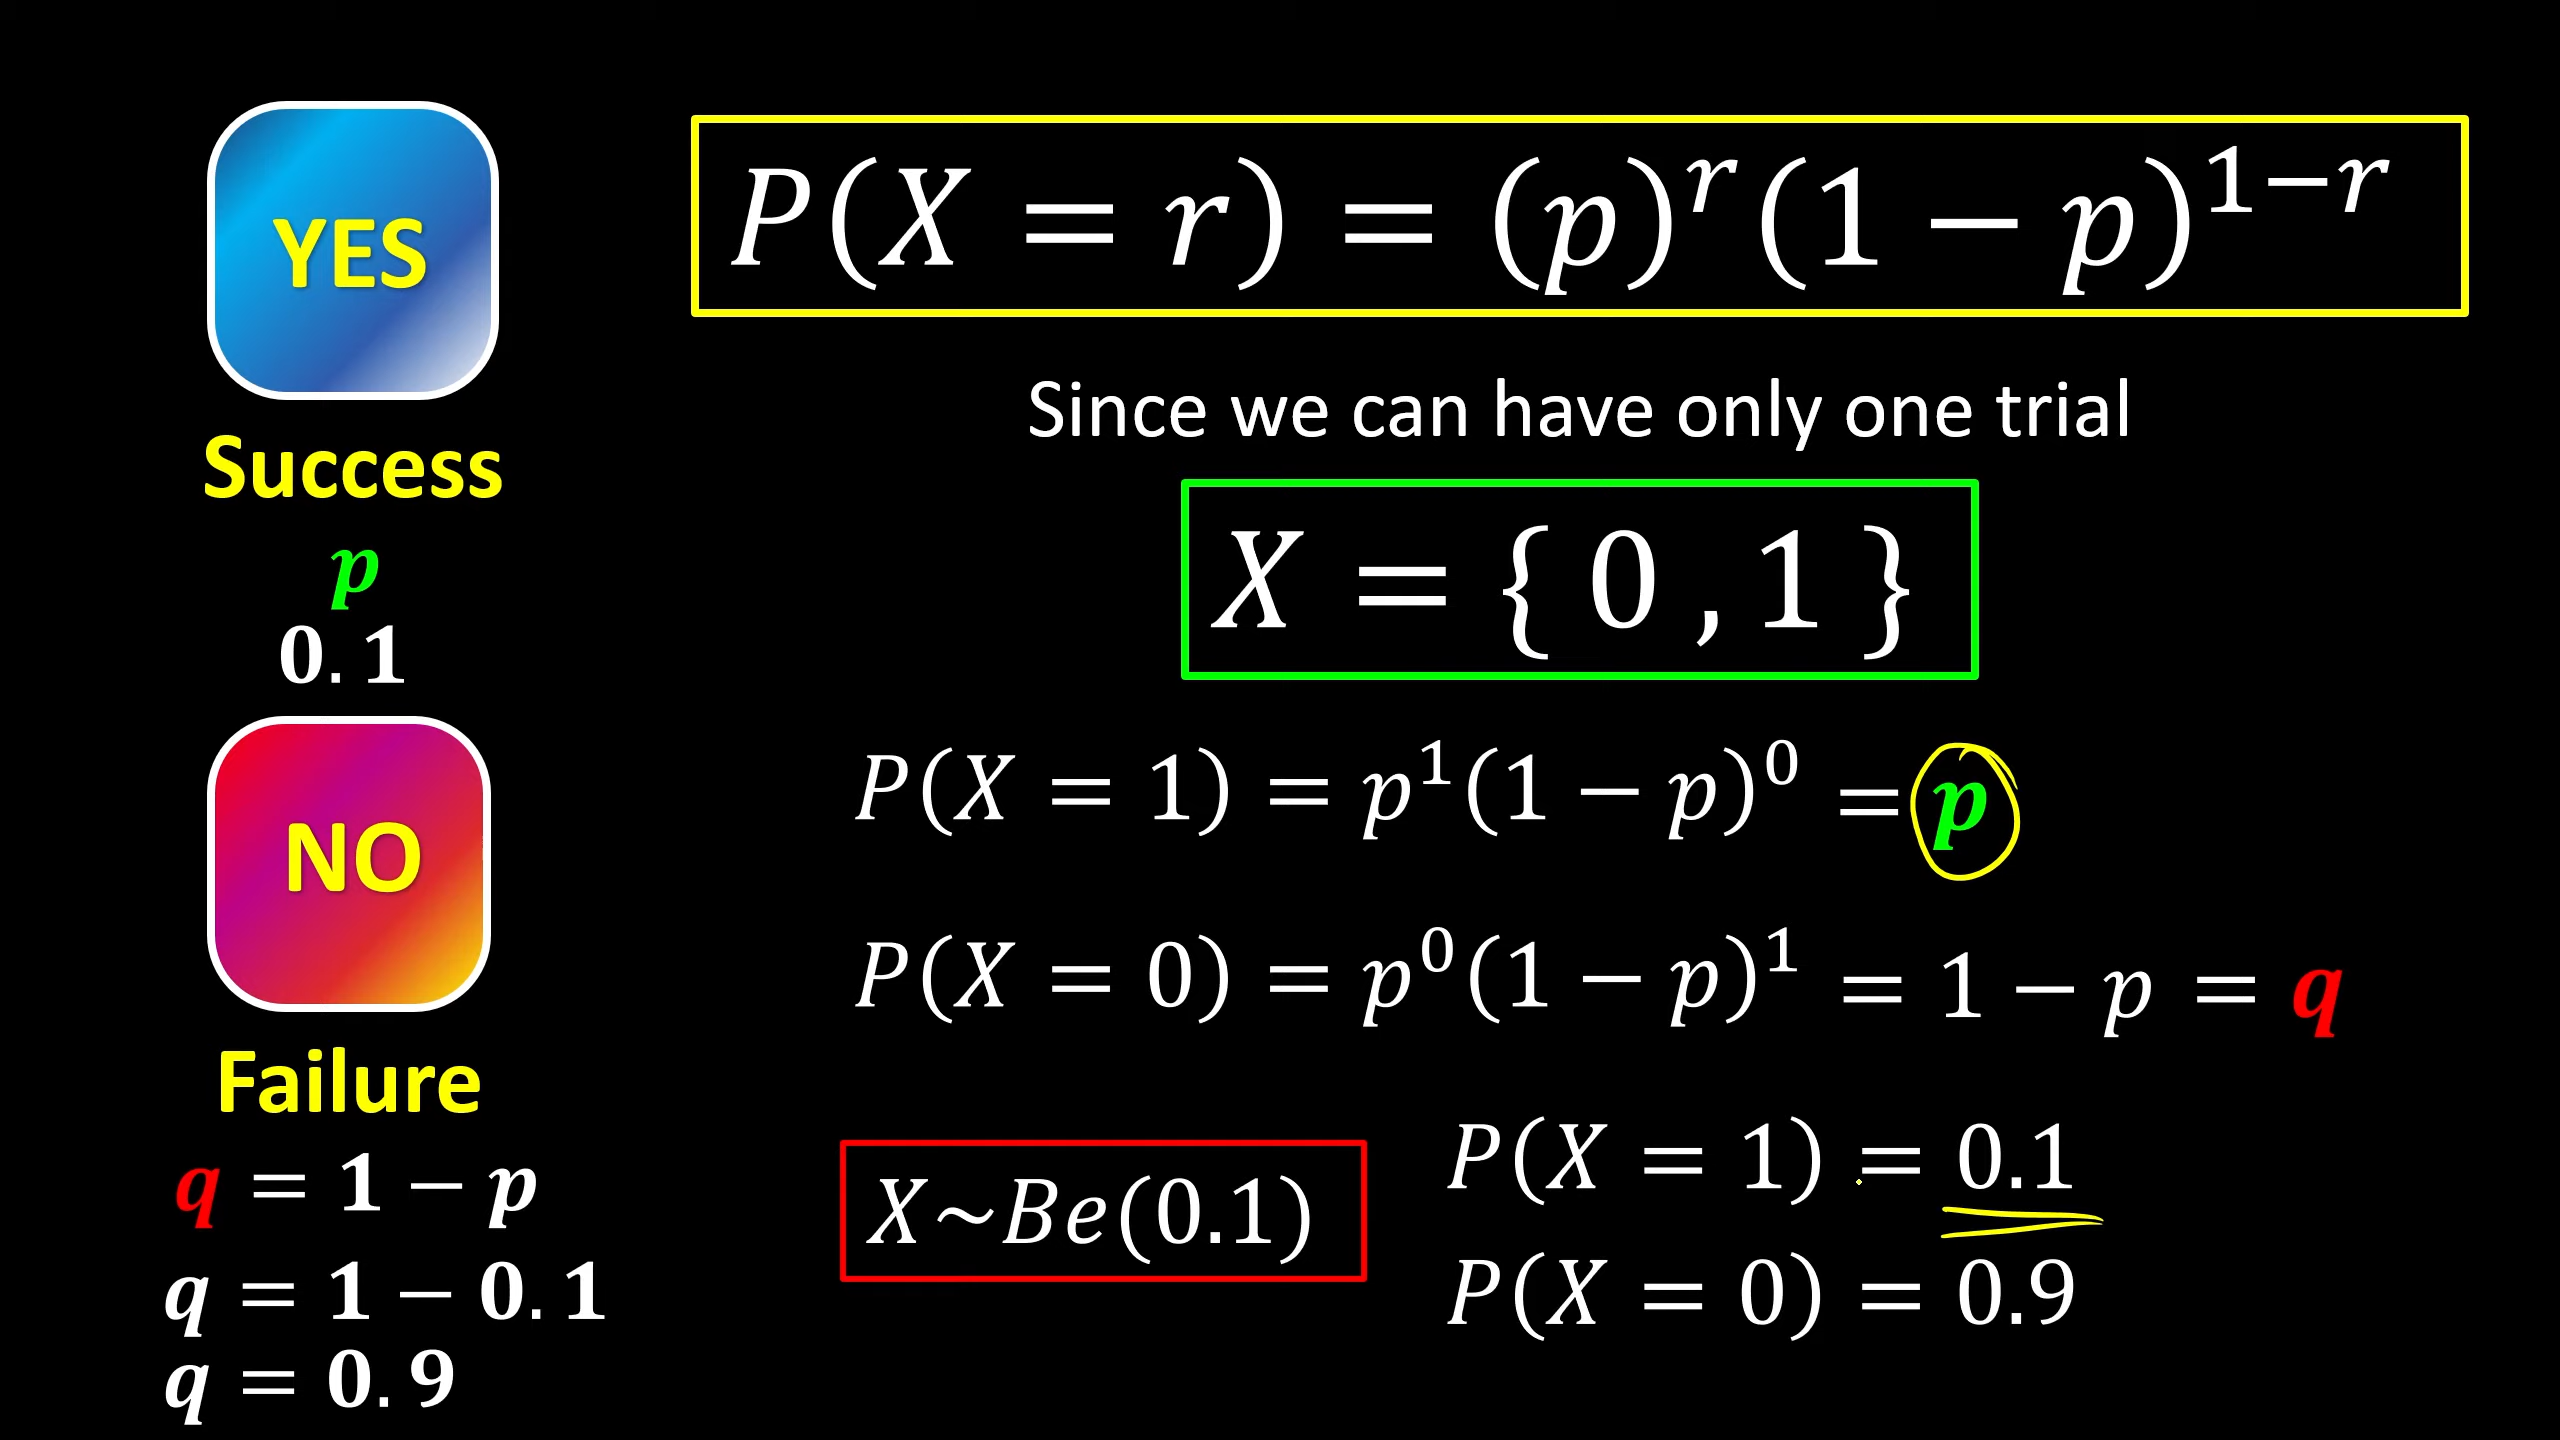 YES
Success
p
0.1
NO
Failure
q = 1 − p
q = 1 − 0.1
q = 0.9
P(X = r) = (p)^r (1 − p)^{1−r}
Since we can have only one trial
X = { 0 , 1 }
P(X = 1) = p^1(1 − p)^0 = p
P(X = 0) = p^0(1 − p)^1 = 1 − p = q
X~Be(0.1)
P(X = 1) = 0.1
P(X = 0) = 0.9